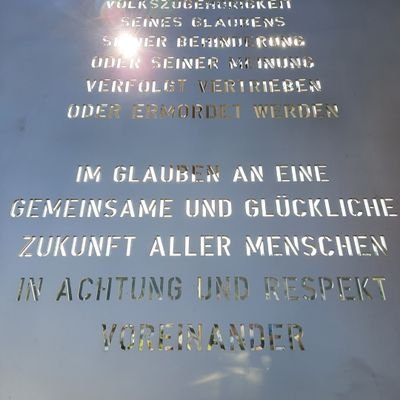 VOLKSZUGEHÖRIGKEIT
SEINES GLAUBENS
SEINER BEHINDERUNG
ODER SEINER MEINUNG
VERFOLGT VERTRIEBEN
ODER ERMORDET WERDEN
IM GLAUBEN AN EINE
GEMEINSAME UND GLÜCKLICHE
ZUKUNFT ALLER MENSCHEN
IN ACHTUNG UND RESPEKT
VOREINANDER